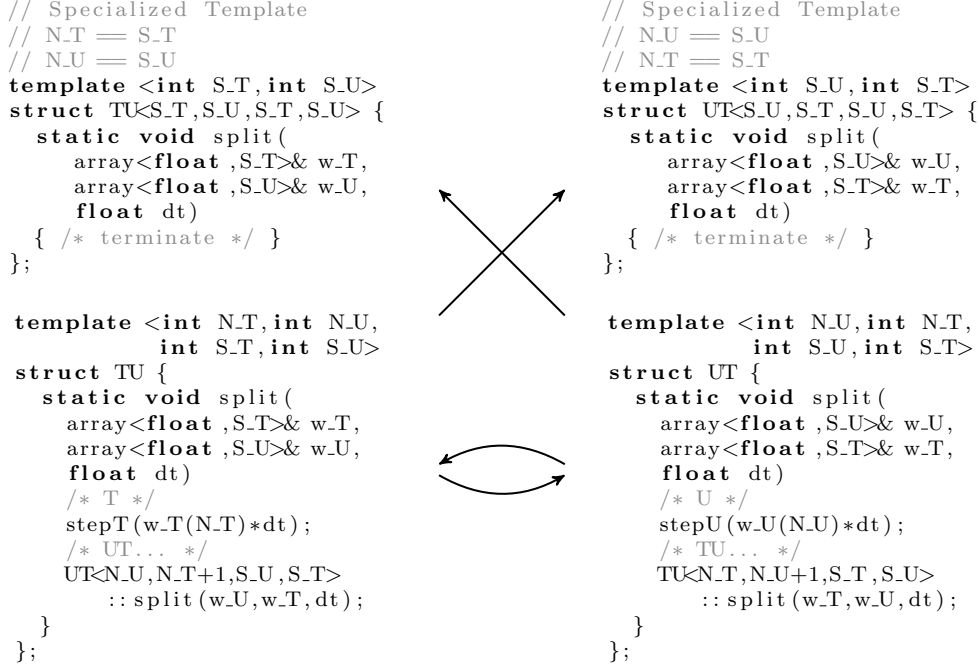 // Specialized Template
// N_T == S_T
// N_U == S_U
template <int S_T, int S_U>
struct TU<S_T,S_U,S_T,S_U> {
  static void split(
    array<float,S_T>& w_T,
    array<float,S_U>& w_U,
    float dt)
  { /* terminate */ }
};
template <int N_T, int N_U,
          int S_T, int S_U>
struct TU {
  static void split(
    array<float,S_T>& w_T,
    array<float,S_U>& w_U,
    float dt)
    /* T */
    stepT(w_T(N_T)*dt);
    /* UT... */
    UT<N_U,N_T+1,S_U,S_T>
      ::split(w_U,w_T,dt);
  }
};
// Specialized Template
// N_U == S_U
// N_T == S_T
template <int S_U, int S_T>
struct UT<S_U,S_T,S_U,S_T> {
  static void split(
    array<float,S_U>& w_U,
    array<float,S_T>& w_T,
    float dt)
  { /* terminate */ }
};
template <int N_U, int N_T,
          int S_U, int S_T>
struct UT {
  static void split(
    array<float,S_U>& w_U,
    array<float,S_T>& w_T,
    float dt)
    /* U */
    stepU(w_U(N_U)*dt);
    /* TU... */
    TU<N_T,N_U+1,S_T,S_U>
      ::split(w_T,w_U,dt);
  }
};